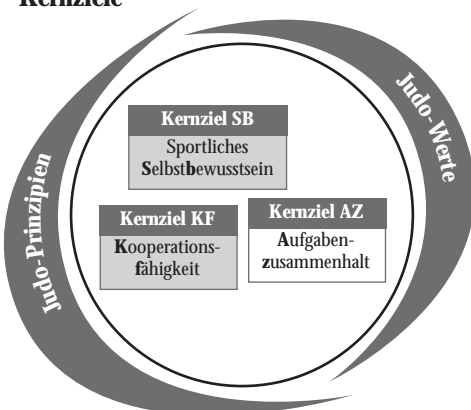 Kernziele
Judo-Werte
Judo-Prinzipien
Kernziel SB
Sportliches
Selbstbewusstsein
Kernziel KF
Kooperations-
fähigkeit
Kernziel AZ
Aufgaben-
zusammenhalt